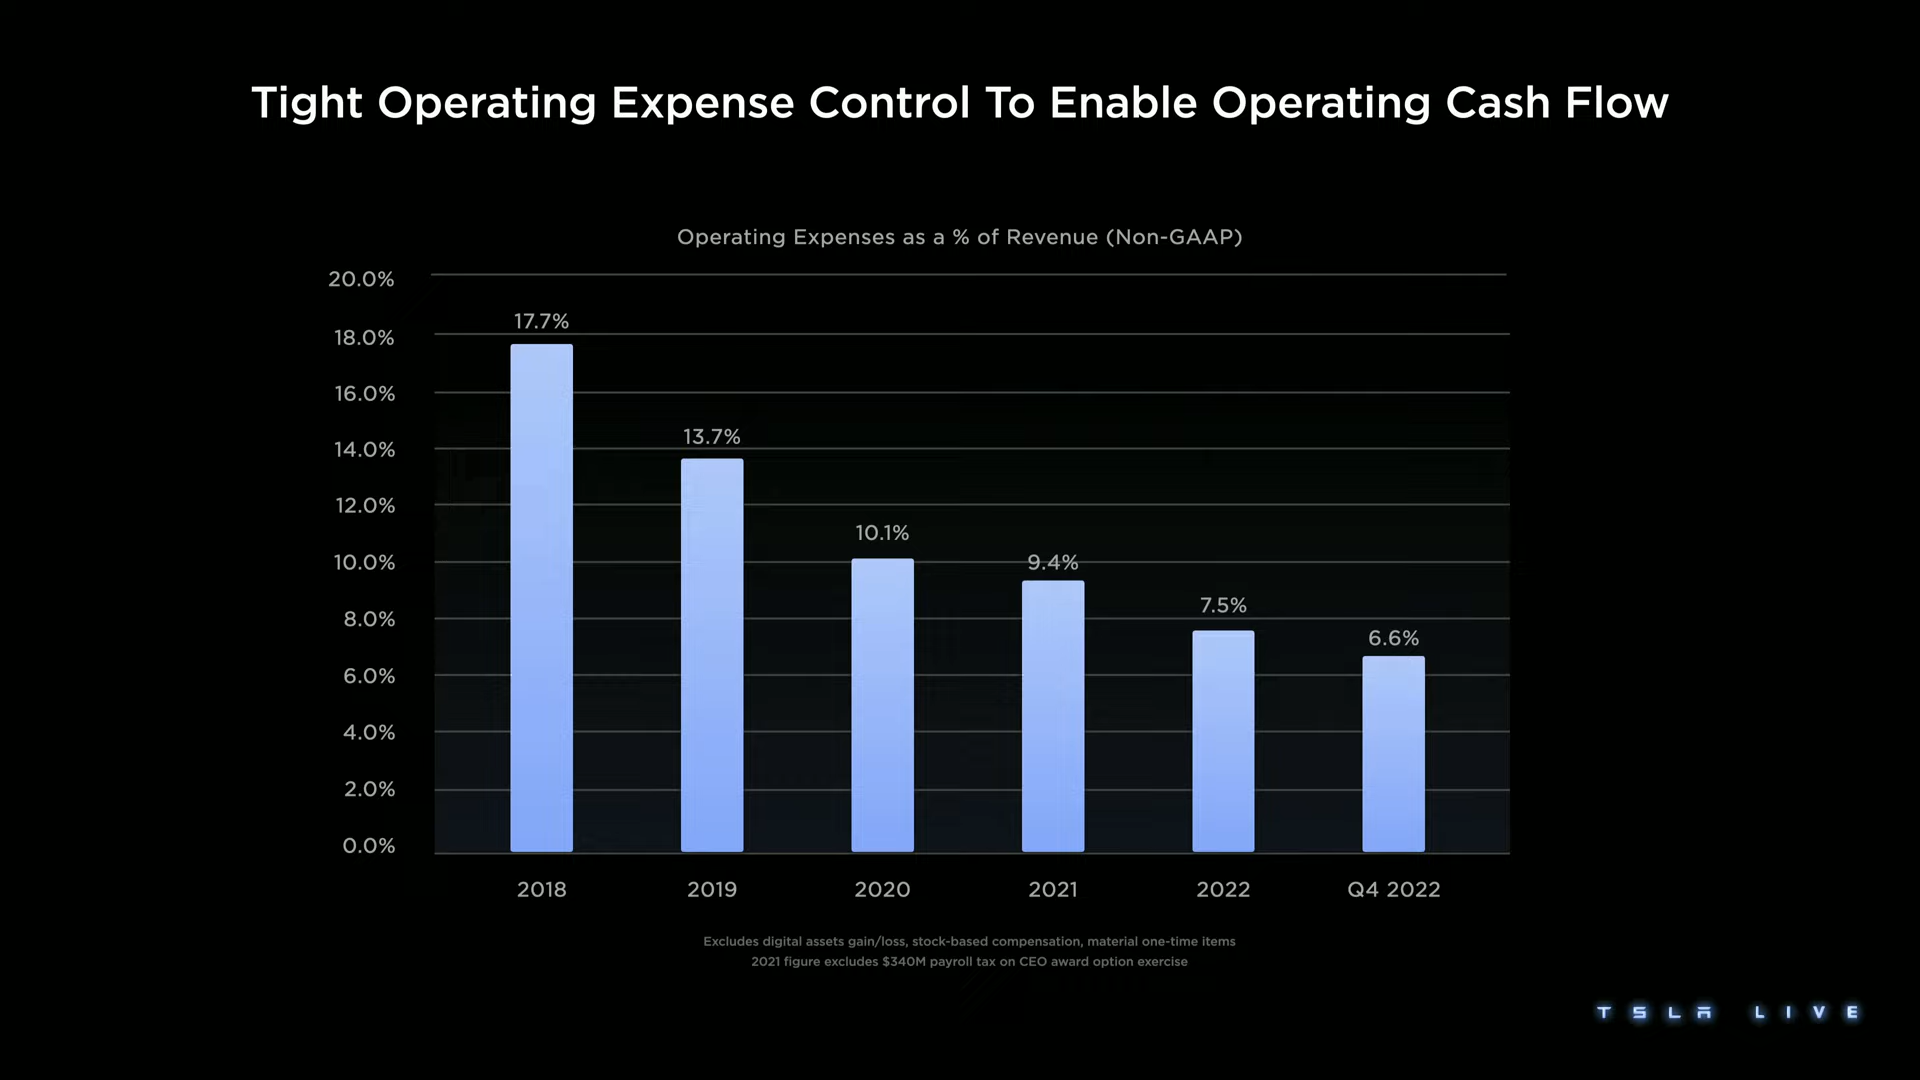 Tight Operating Expense Control To Enable Operating Cash Flow
Operating Expenses as a % of Revenue (Non-GAAP)
20.0%
18.0%
16.0%
14.0%
12.0%
10.0%
8.0%
6.0%
4.0%
2.0%
0.0%
17.7%
13.7%
10.1%
9.4%
7.5%
6.6%
2018 2019 2020 2021 2022 Q4 2022
Excludes digital assets gain/loss, stock-based compensation, material one-time items
2021 figure excludes $340M payroll tax on CEO award option exercise
TSLA LIVE